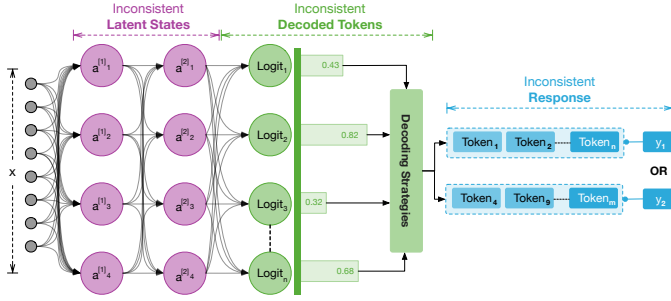 Inconsistent
Latent States
Inconsistent
Decoded Tokens
Inconsistent
Response
x
a[1]1
a[2]1
Logit1
0.43
a[1]2
a[2]2
Logit2
0.82
a[1]3
a[2]3
Logit3
0.32
a[1]4
a[2]4
Logitn
0.68
Decoding Strategies
Token1
Token2
Tokenn
y1
OR
Token4
Token9
Tokenm
y2